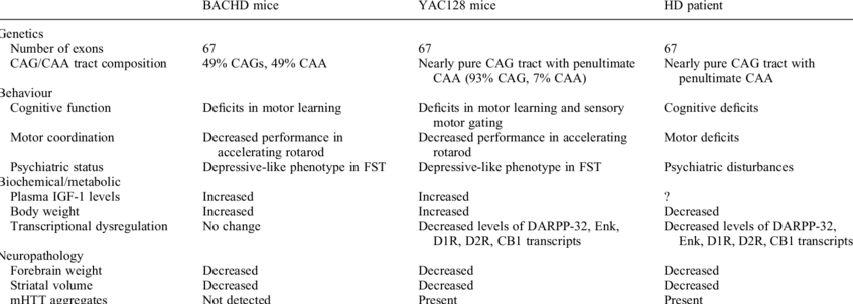 BACHD mice YAC128 mice HD patient
Genetics
Number of exons 67 67 67
CAG/CAA tract composition 49% CAGs, 49% CAA Nearly pure CAG tract with penultimate Nearly pure CAG tract with
CAA (93% CAG, 7% CAA) penultimate CAA
Behaviour
Cognitive function Deficits in motor learning Deficits in motor learning and sensory Cognitive deficits
motor gating
Motor coordination Decreased performance in Decreased performance in accelerating Motor deficits
accelerating rotarod rotarod
Psychiatric status Depressive-like phenotype in FST Depressive-like phenotype in FST Psychiatric disturbances
Biochemical/metabolic
Plasma IGF-1 levels Increased Increased ?
Body weight Increased Increased Decreased
Transcriptional dysregulation No change Decreased levels of DARPP-32, Enk, Decreased levels of DARPP-32,
D1R, D2R, CB1 transcripts Enk, D1R, D2R, CB1 transcripts
Neuropathology
Forebrain weight Decreased Decreased Decreased
Striatal volume Decreased Decreased Decreased
mHTT aggregates Not detected Present Present